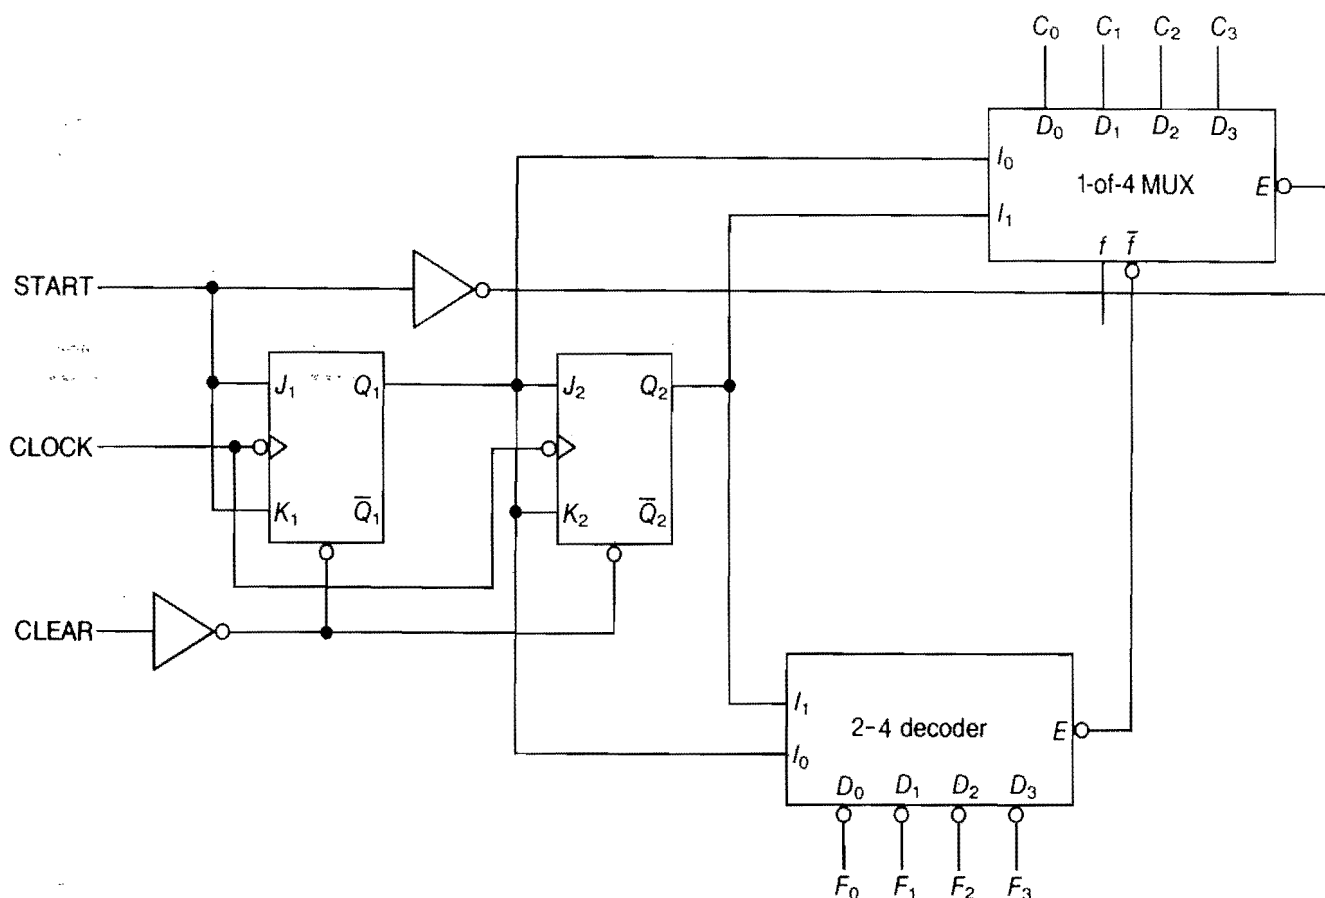 C₀ C₁ C₂ C₃
D₀ D₁ D₂ D₃
I₀
1-of-4 MUX
E
I₁
f f̅
START
J₁ Q₁
J₂ Q₂
CLOCK
K₁ Q̅₁
K₂ Q̅₂
CLEAR
I₁
2-4 decoder
E
I₀
D₀ D₁ D₂ D₃
F₀ F₁ F₂ F₃